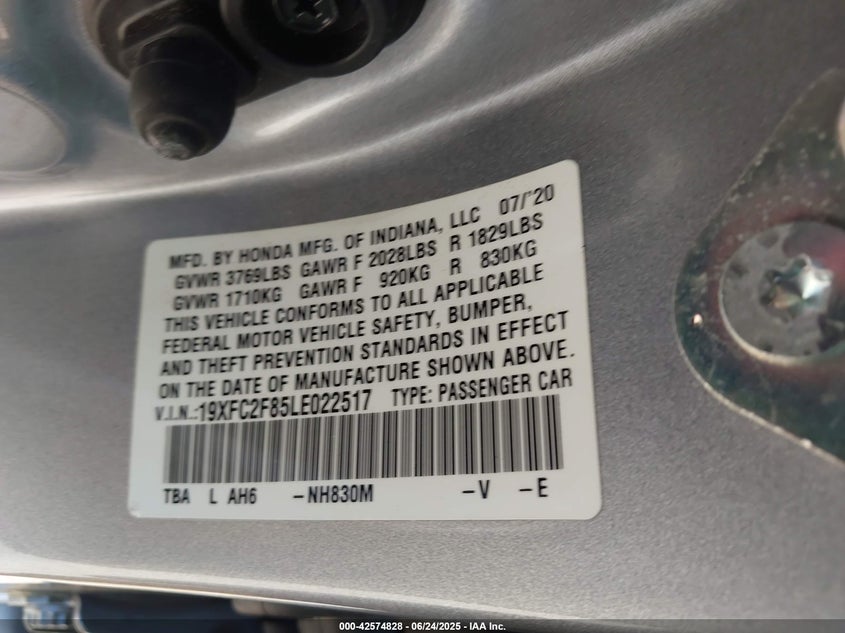 MFD. BY HONDA MFG. OF INDIANA, LLC 07/'20
GVWR 3769LBS GAWR F 2028LBS R 1829LBS
GVWR 1710KG GAWR F 920KG R 830KG
THIS VEHICLE CONFORMS TO ALL APPLICABLE
FEDERAL MOTOR VEHICLE SAFETY, BUMPER,
AND THEFT PREVENTION STANDARDS IN EFFECT
ON THE DATE OF MANUFACTURE SHOWN ABOVE.
V.I.N.:19XFC2F85LE022517 TYPE: PASSENGER CAR
TBA L AH6 –NH830M –V –E
000-42574828 - 06/24/2025 - IAA Inc.